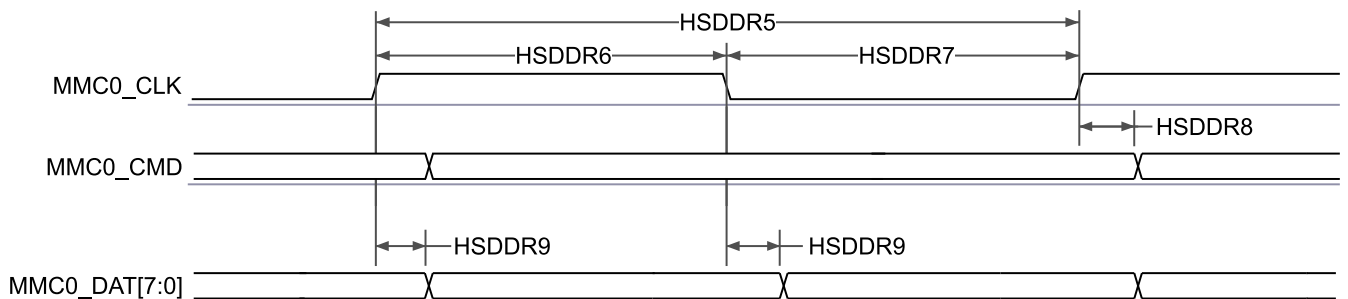 HSDDR5
HSDDR6 HSDDR7
MMC0_CLK
HSDDR8
MMC0_CMD
HSDDR9 HSDDR9
MMC0_DAT[7:0]